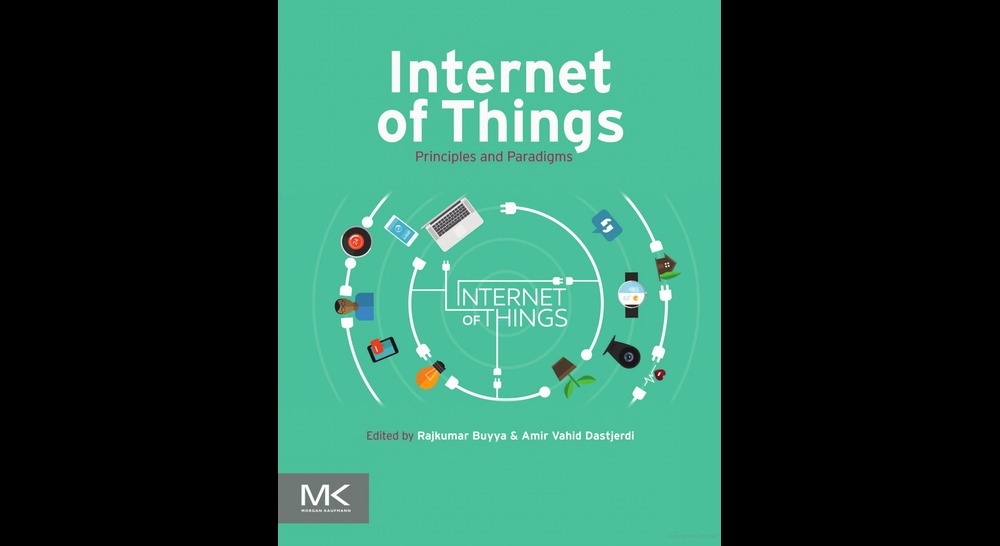 Internet
of Things
Principles and Paradigms
INTERNET
OF THINGS
Edited by Rajkumar Buyya & Amir Vahid Dastjerdi
MK
MORGAN KAUFMANN